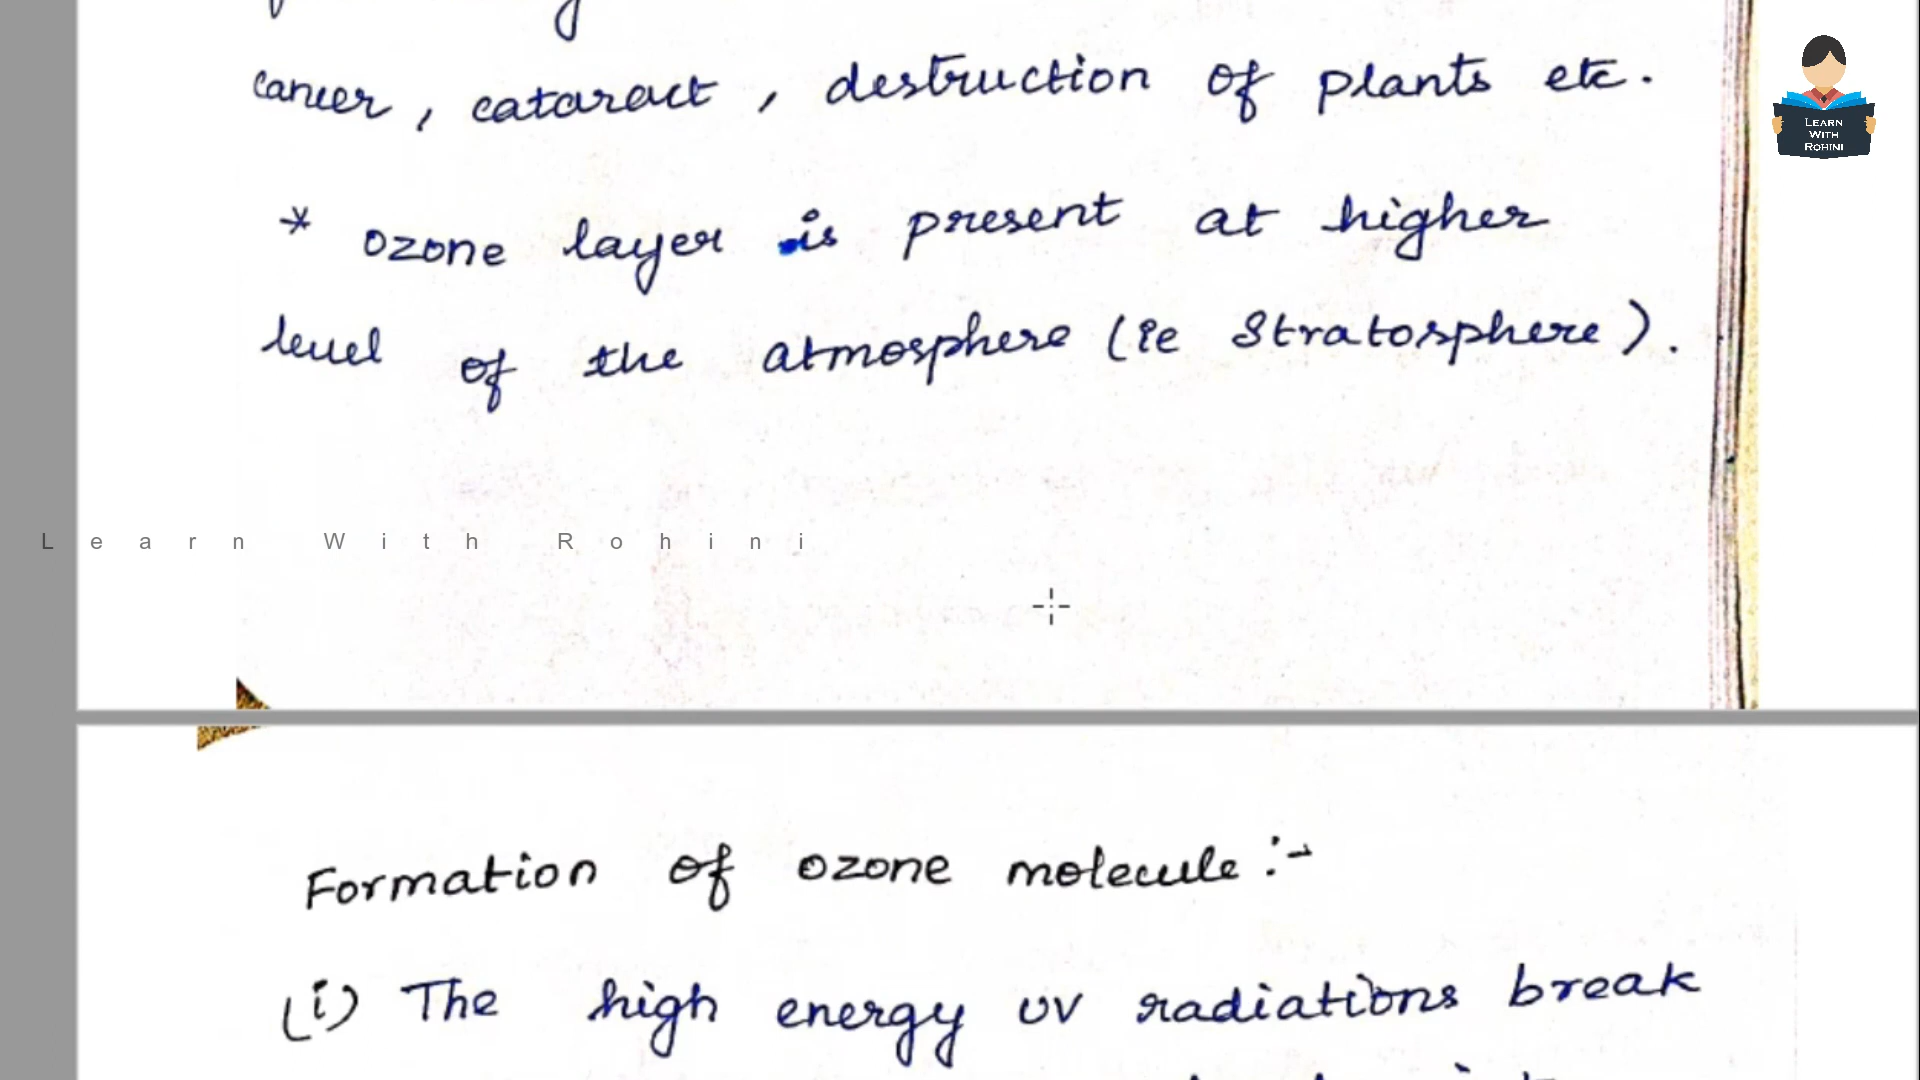 cancer, cataract, destruction of plants etc.
LEARN
WITH
ROHINI
* Ozone layer is present at higher
level of the atmosphere (ie Stratosphere).
Learn With Rohini
Formation of ozone molecule :-
(i) The high energy UV radiations break